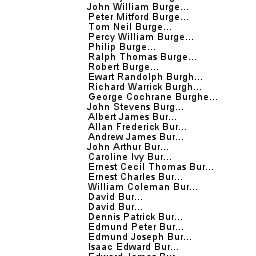 John William Burge...
Peter Mitford Burge...
Tom Neil Burge...
Percy William Burge...
Philip Burge...
Ralph Thomas Burge...
Robert Burge...
Ewart Randolph Burgh...
Richard Warrick Burgh...
George Cochrane Burghe...
John Stevens Burg...
Albert James Bur...
Allan Frederick Bur...
Andrew James Bur...
John Arthur Bur...
Caroline Ivy Bur...
Ernest Cecil Thomas Bur...
Ernest Charles Bur...
William Coleman Bur...
David Bur...
David Bur...
Dennis Patrick Bur...
Edmund Peter Bur...
Edmund Joseph Bur...
Isaac Edward Bur...
Edward James Bur...